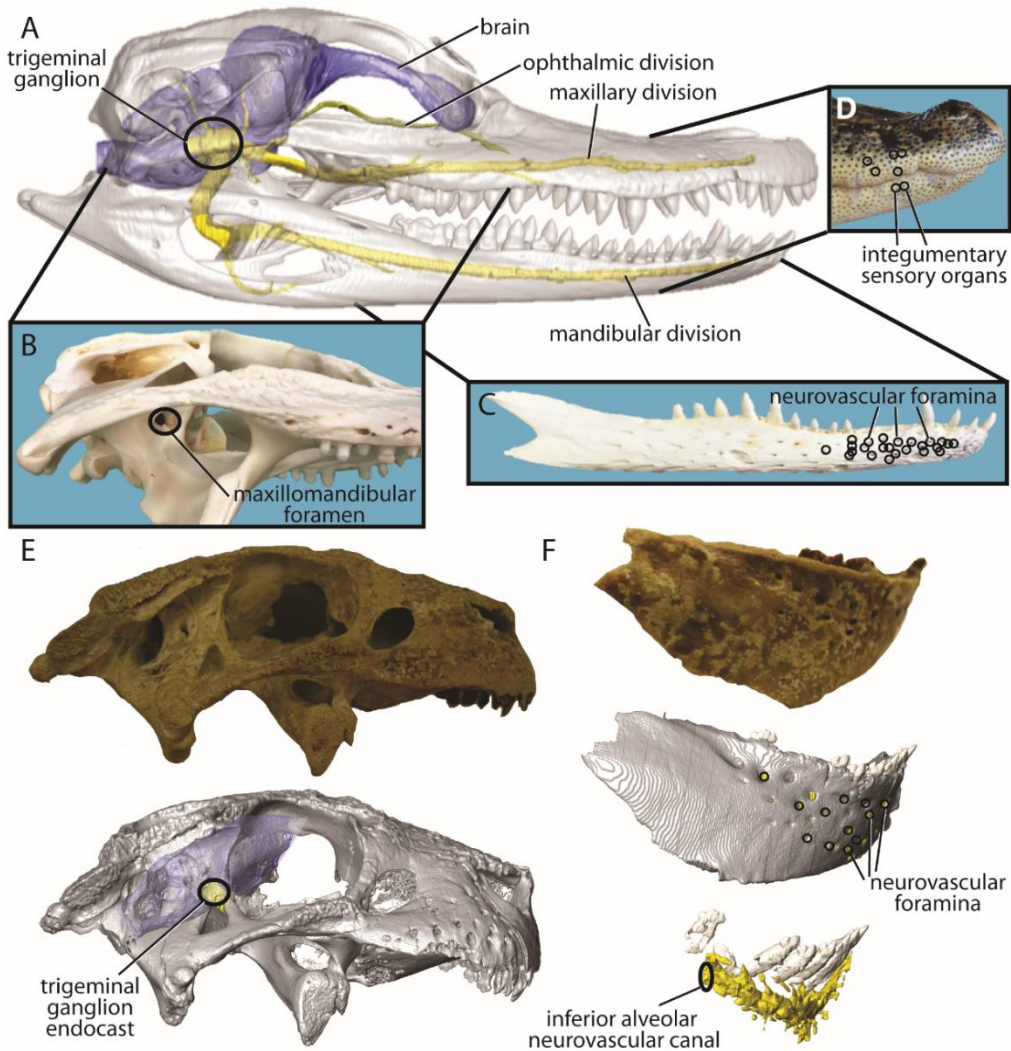 A
brain
trigeminal
ganglion
ophthalmic division
maxillary division
D
integumentary
sensory organs
mandibular division
B
maxillomandibular
foramen
C
neurovascular foramina
E
F
neurovascular
foramina
trigeminal
ganglion
endocast
inferior alveolar
neurovascular canal